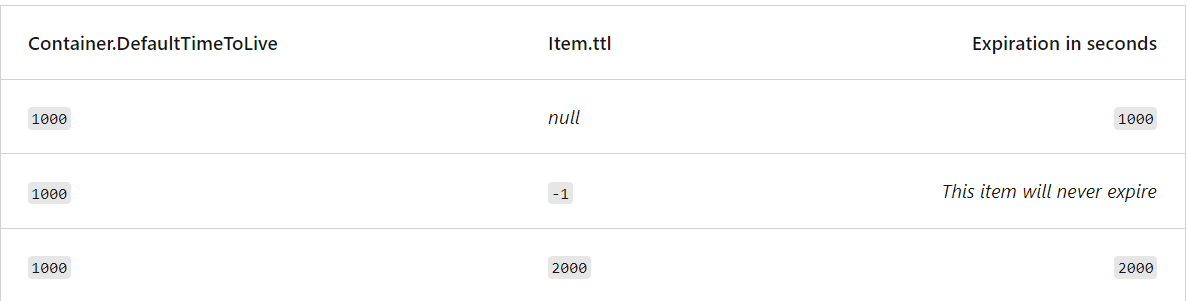 Container.DefaultTimeToLive Item.ttl Expiration in seconds
1000 null 1000
1000 -1 This item will never expire
1000 2000 2000